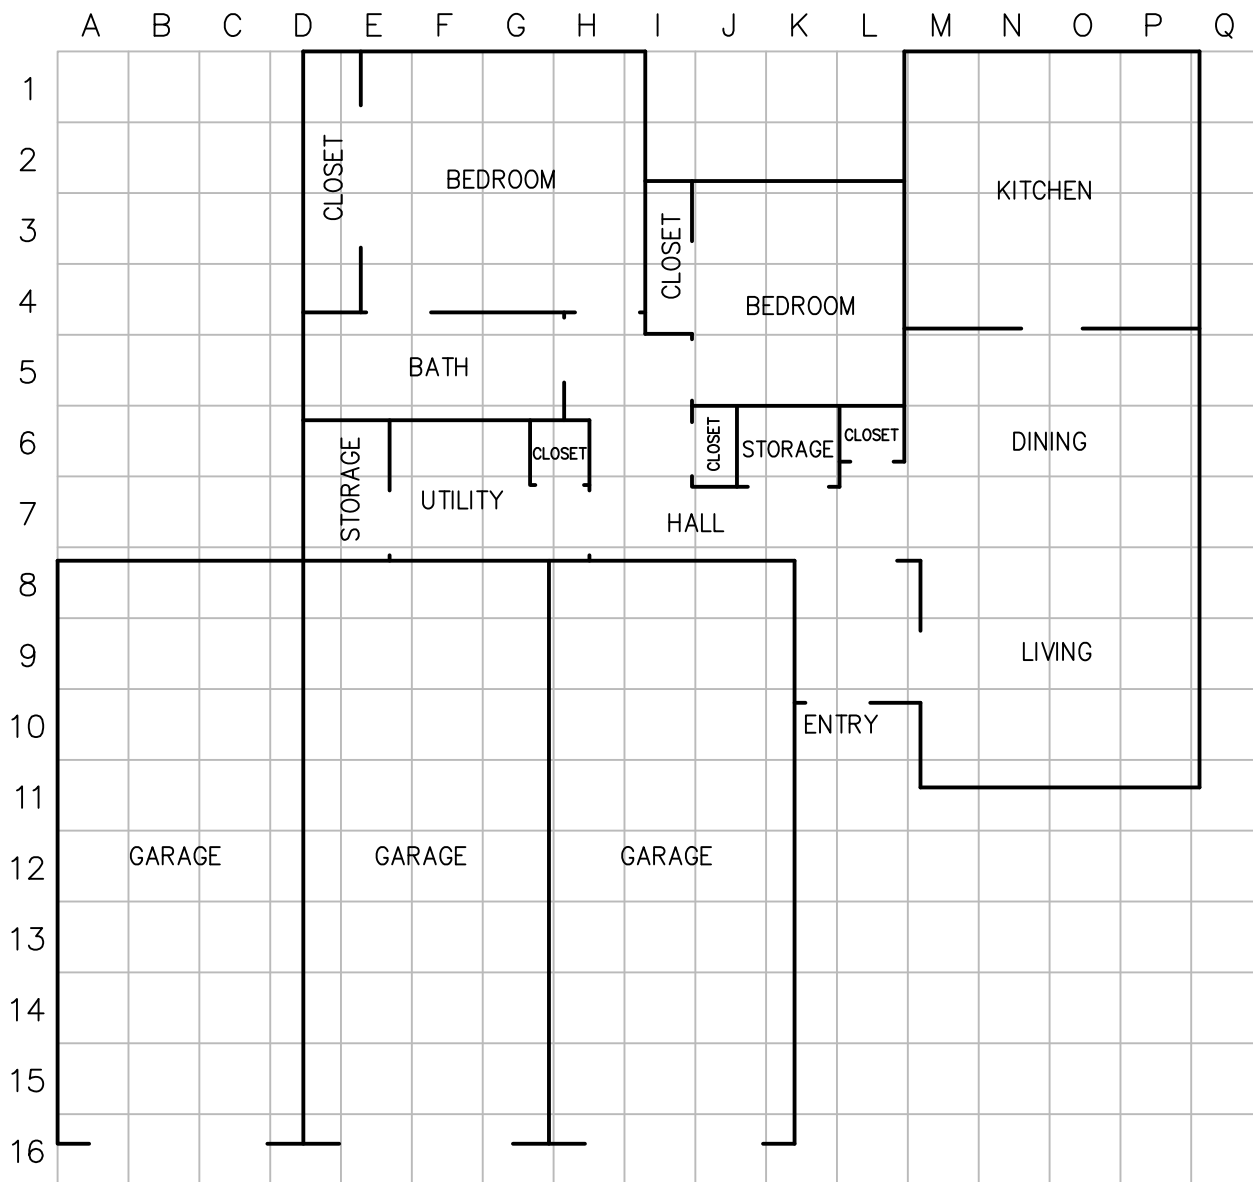 A B C D E F G H I J K L M N O P Q
1
2
3
4
5
6
7
8
9
10
11
12
13
14
15
16
CLOSET
BEDROOM
KITCHEN
CLOSET
BEDROOM
BATH
STORAGE
UTILITY
CLOSET
CLOSET
STORAGE
CLOSET
DINING
HALL
LIVING
ENTRY
GARAGE
GARAGE
GARAGE